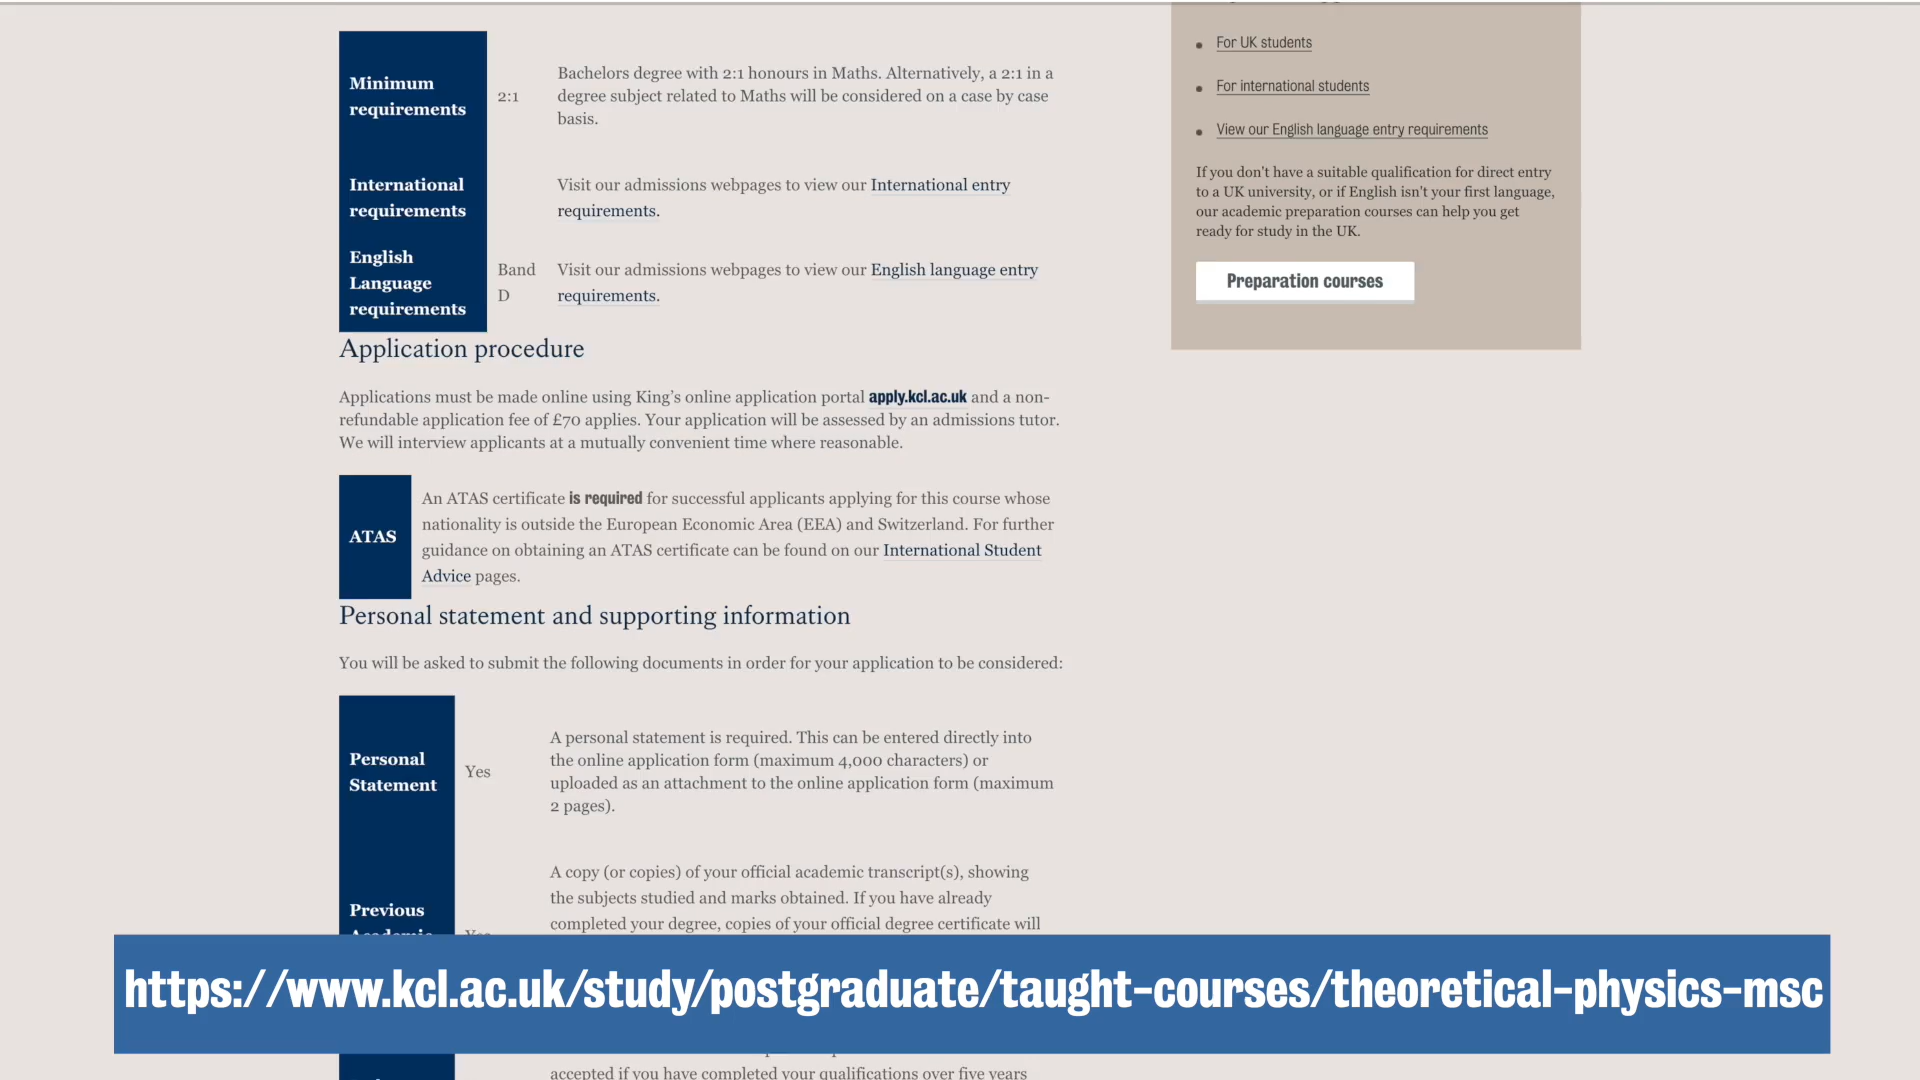 Minimum
requirements
2:1
Bachelors degree with 2:1 honours in Maths. Alternatively, a 2:1 in a
degree subject related to Maths will be considered on a case by case
basis.
International
requirements
Visit our admissions webpages to view our International entry
requirements.
English
Language
requirements
Band
D
Visit our admissions webpages to view our English language entry
requirements.
Application procedure
Applications must be made online using King's online application portal apply.kcl.ac.uk and a non-
refundable application fee of £70 applies. Your application will be assessed by an admissions tutor.
We will interview applicants at a mutually convenient time where reasonable.
ATAS
An ATAS certificate is required for successful applicants applying for this course whose
nationality is outside the European Economic Area (EEA) and Switzerland. For further
guidance on obtaining an ATAS certificate can be found on our International Student
Advice pages.
Personal statement and supporting information
You will be asked to submit the following documents in order for your application to be considered:
Personal
Statement
Yes
A personal statement is required. This can be entered directly into
the online application form (maximum 4,000 characters) or
uploaded as an attachment to the online application form (maximum
2 pages).
Previous
Academic
Yes
A copy (or copies) of your official academic transcript(s), showing
the subjects studied and marks obtained. If you have already
completed your degree, copies of your official degree certificate will
accepted if you have completed your qualifications over five years
For UK students
For international students
View our English language entry requirements
If you don't have a suitable qualification for direct entry
to a UK university, or if English isn't your first language,
our academic preparation courses can help you get
ready for study in the UK.
Preparation courses
https://www.kcl.ac.uk/study/postgraduate/taught-courses/theoretical-physics-msc